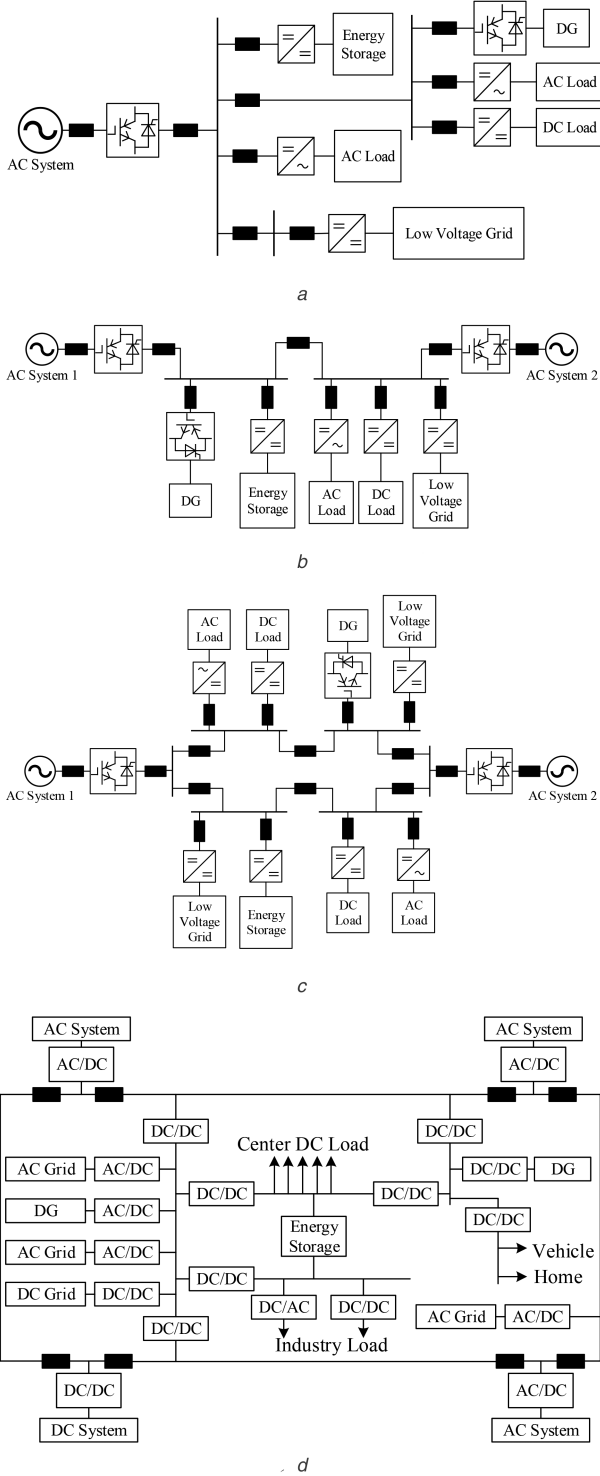 Energy
Storage
DG
AC Load
DC Load
AC System
AC Load
Low Voltage Grid
a
AC System 1
AC System 2
DG
Energy
Storage
AC
Load
DC
Load
Low
Voltage
Grid
b
AC
Load
DC
Load
DG
Low
Voltage
Grid
AC System 1
AC System 2
Low
Voltage
Grid
Energy
Storage
DC
Load
AC
Load
c
AC System
AC System
AC/DC
AC/DC
DC/DC
DC/DC
Center DC Load
AC Grid
AC/DC
DC/DC
DG
DC/DC
DC/DC
DG
AC/DC
DC/DC
Energy
Storage
AC Grid
AC/DC
Vehicle
DC/DC
Home
DC Grid
DC/DC
DC/AC
DC/DC
AC Grid
AC/DC
DC/DC
Industry Load
DC/DC
AC/DC
DC System
AC System
d